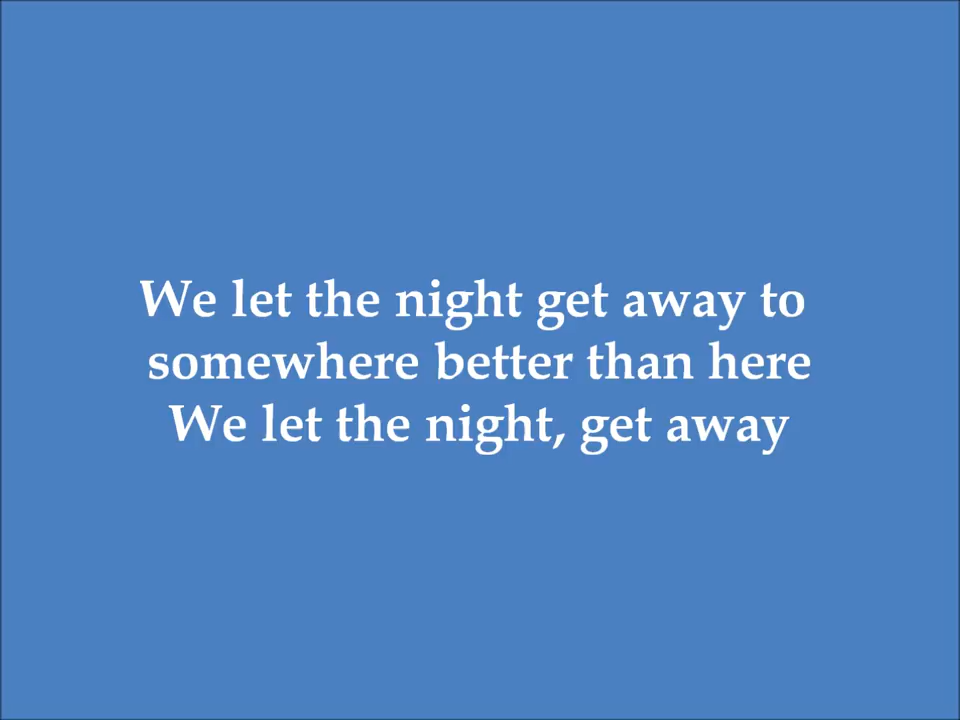 We let the night get away to
somewhere better than here
We let the night, get away